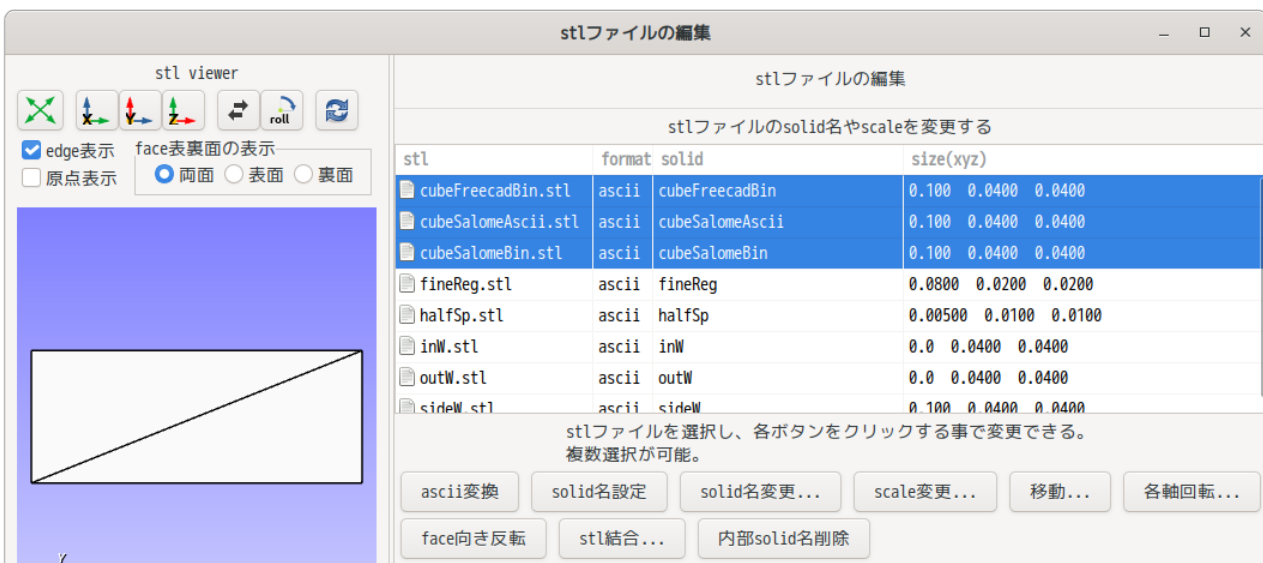 stlファイルの編集
stl viewer
X Y Z roll
edge表示
原点表示
face表裏面の表示
両面 表面 裏面
Y
stlファイルの編集
stlファイルのsolid名やscaleを変更する
stl format solid size(xyz)
cubeFreecadBin.stl ascii cubeFreecadBin 0.100 0.0400 0.0400
cubeSalomeAscii.stl ascii cubeSalomeAscii 0.100 0.0400 0.0400
cubeSalomeBin.stl ascii cubeSalomeBin 0.100 0.0400 0.0400
fineReg.stl ascii fineReg 0.0800 0.0200 0.0200
halfSp.stl ascii halfSp 0.00500 0.0100 0.0100
inW.stl ascii inW 0.0 0.0400 0.0400
outW.stl ascii outW 0.0 0.0400 0.0400
sideW.stl ascii sideW 0.100 0.0400 0.0400
stlファイルを選択し、各ボタンをクリックする事で変更できる。
複数選択が可能。
ascii変換 solid名設定 solid名変更... scale変更... 移動... 各軸回転...
face向き反転 stl結合... 内部solid名削除